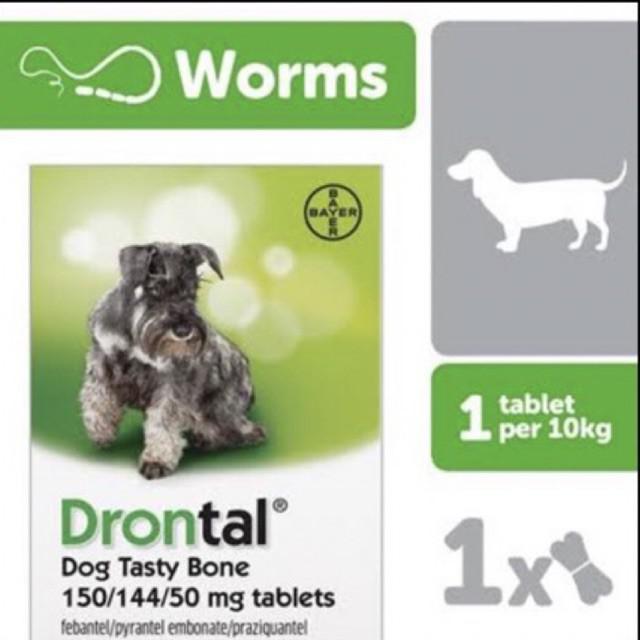 Worms
BAYER
BAYER
1 tablet
per 10kg
Drontal®
Dog Tasty Bone
150/144/50 mg tablets
febantel/pyrantel embonate/praziquantel
1x